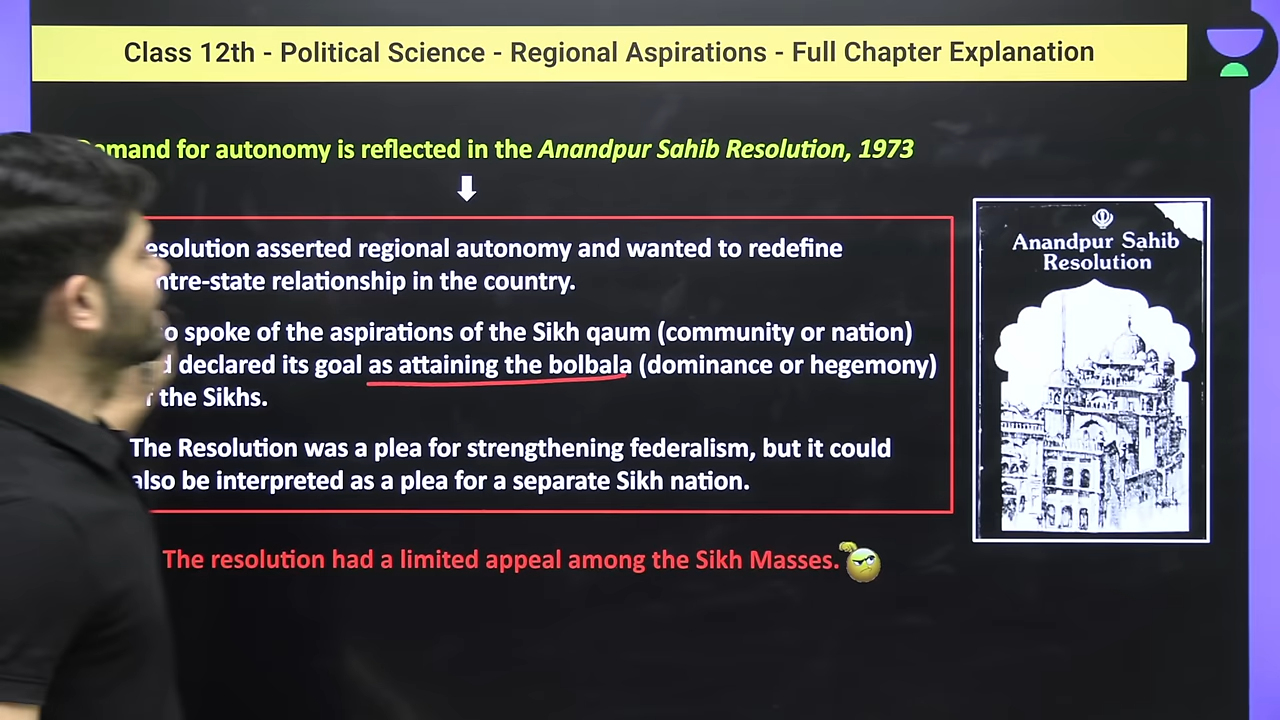 Class 12th - Political Science - Regional Aspirations - Full Chapter Explanation
for autonomy is reflected in the Anandpur Sahib Resolution, 1973
asserted regional autonomy and wanted to redefine
relationship in the country.
spoke of the aspirations of the Sikh qaum (community or nation)
declared its goal as attaining the bolbala (dominance or hegemony)
the Sikhs.
The Resolution was a plea for strengthening federalism, but it could
also be interpreted as a plea for a separate Sikh nation.
The resolution had a limited appeal among the Sikh Masses.
Anandpur Sahib
Resolution